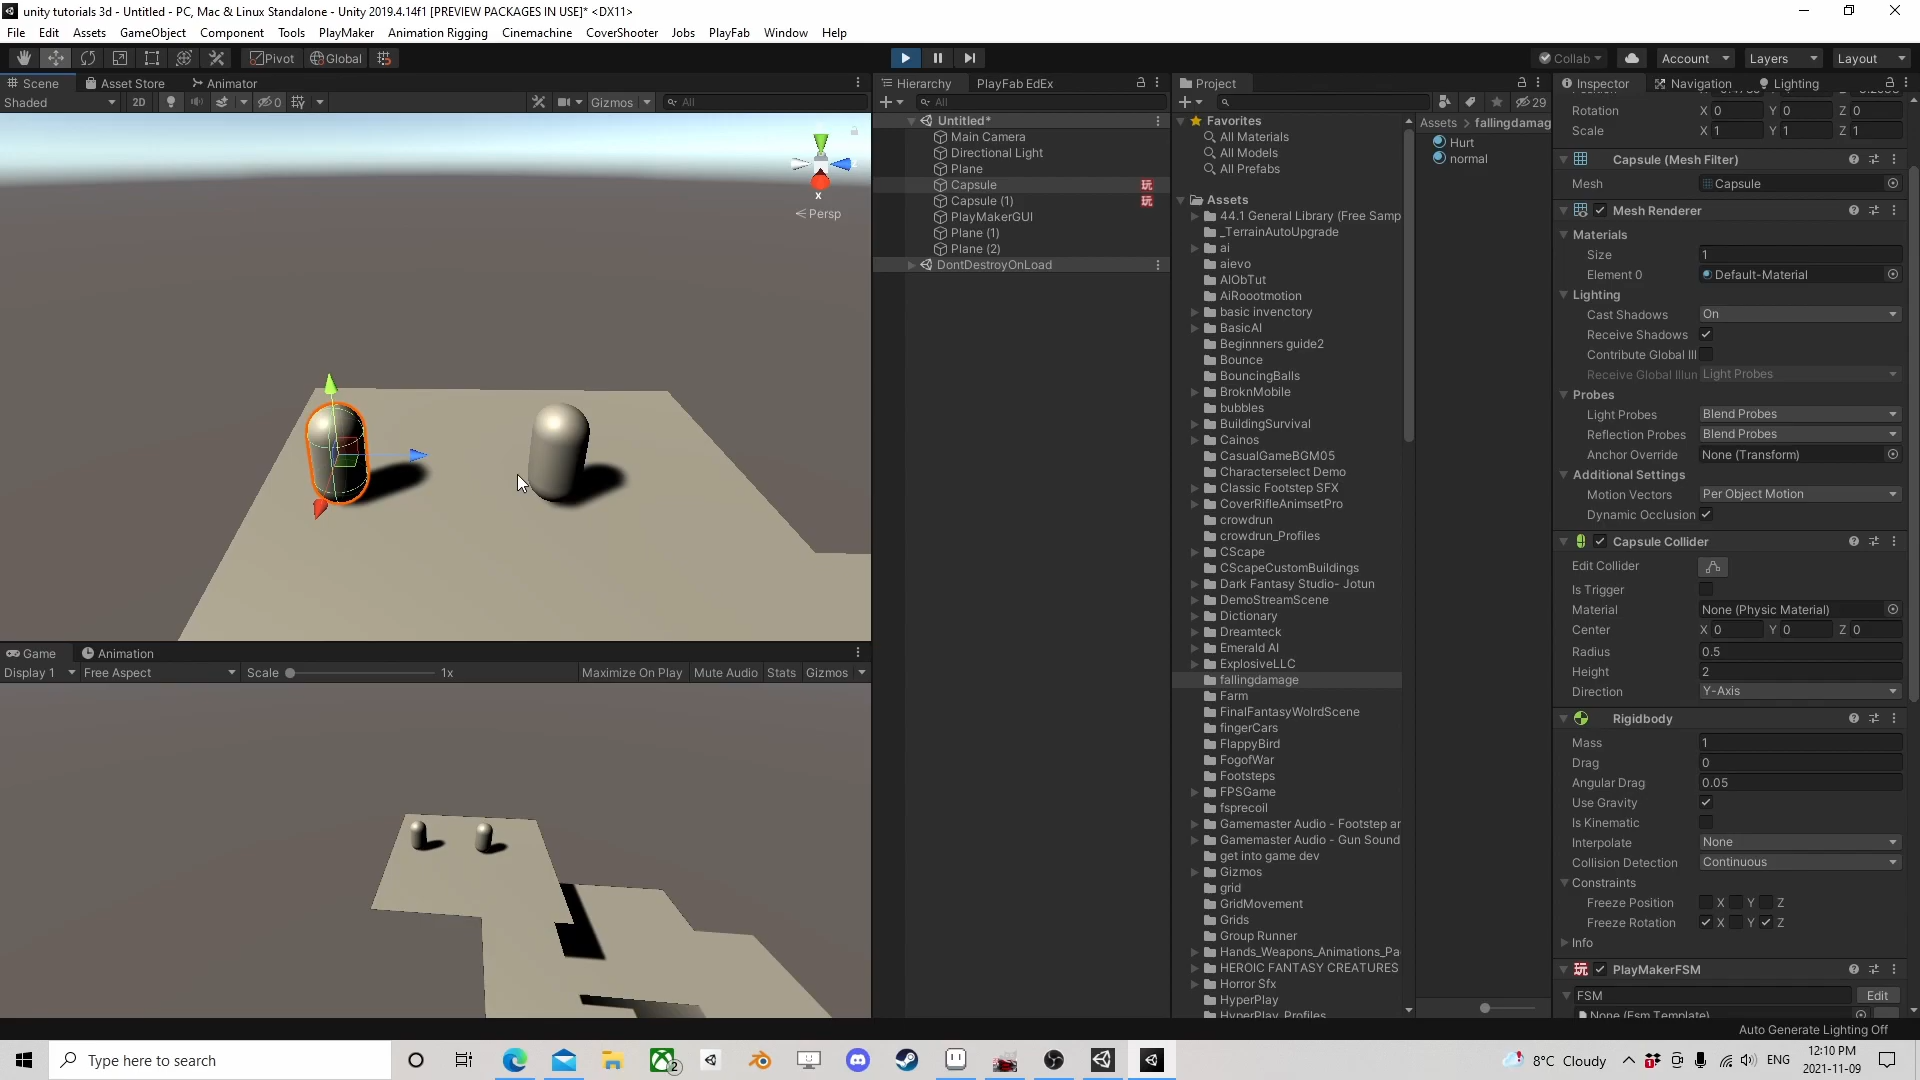 unity tutorials 3d - Untitled - PC, Mac & Linux Standalone - Unity 2019.4.14f1 [PREVIEW PACKAGES IN USE]* <DX11>
File Edit Assets GameObject Component Tools PlayMaker Animation Rigging Cinemachine CoverShooter Jobs PlayFab Window Help
Pivot Global Collab Account Layers Layout
Scene Asset Store Animator
Shaded 2D 0 Gizmos All
x
Persp
Game Animation
Display 1 Free Aspect Scale 1x Maximize On Play Mute Audio Stats Gizmos
Hierarchy PlayFab EdEx
All
Untitled*
Main Camera
Directional Light
Plane
Capsule 玩
Capsule (1) 玩
PlayMakerGUI
Plane (1)
Plane (2)
DontDestroyOnLoad
Project
29
Favorites
All Materials
All Models
All Prefabs
Assets
44.1 General Library (Free Samp
_TerrainAutoUpgrade
ai
aievo
AIObTut
AiRoootmotion
basic invenctory
BasicAI
Beginnners guide2
Bounce
BouncingBalls
BroknMobile
bubbles
BuildingSurvival
Cainos
CasualGameBGM05
Characterselect Demo
Classic Footstep SFX
CoverRifleAnimsetPro
crowdrun
crowdrun_Profiles
CScape
CScapeCustomBuildings
Dark Fantasy Studio- Jotun
DemoStreamScene
Dictionary
Dreamteck
Emerald AI
ExplosiveLLC
fallingdamage
Farm
FinalFantasyWolrdScene
fingerCars
FlappyBird
FogofWar
Footsteps
FPSGame
fsprecoil
Gamemaster Audio - Footstep ar
Gamemaster Audio - Gun Sound
get into game dev
Gizmos
grid
GridMovement
Grids
Group Runner
Hands_Weapons_Animations_Pa
HEROIC FANTASY CREATURES
Horror Sfx
HyperPlay
HyperPlay_Profiles
Assets > fallingdamag
Hurt
normal
Inspector Navigation Lighting
Rotation X 0 Y 0 Z 0
Scale X 1 Y 1 Z 1
Capsule (Mesh Filter)
Mesh Capsule
Mesh Renderer
Materials
Size 1
Element 0 Default-Material
Lighting
Cast Shadows On
Receive Shadows
Contribute Global Ill
Receive Global Illun Light Probes
Probes
Light Probes Blend Probes
Reflection Probes Blend Probes
Anchor Override None (Transform)
Additional Settings
Motion Vectors Per Object Motion
Dynamic Occlusion
Capsule Collider
Edit Collider
Is Trigger
Material None (Physic Material)
Center X 0 Y 0 Z 0
Radius 0.5
Height 2
Direction Y-Axis
Rigidbody
Mass 1
Drag 0
Angular Drag 0.05
Use Gravity
Is Kinematic
Interpolate None
Collision Detection Continuous
Constraints
Freeze Position X Y Z
Freeze Rotation X Y Z
Info
玩 PlayMakerFSM
FSM Edit
None (Fsm Template)
Auto Generate Lighting Off
Type here to search
2
8°C Cloudy
ENG
12:10 PM
2021-11-09